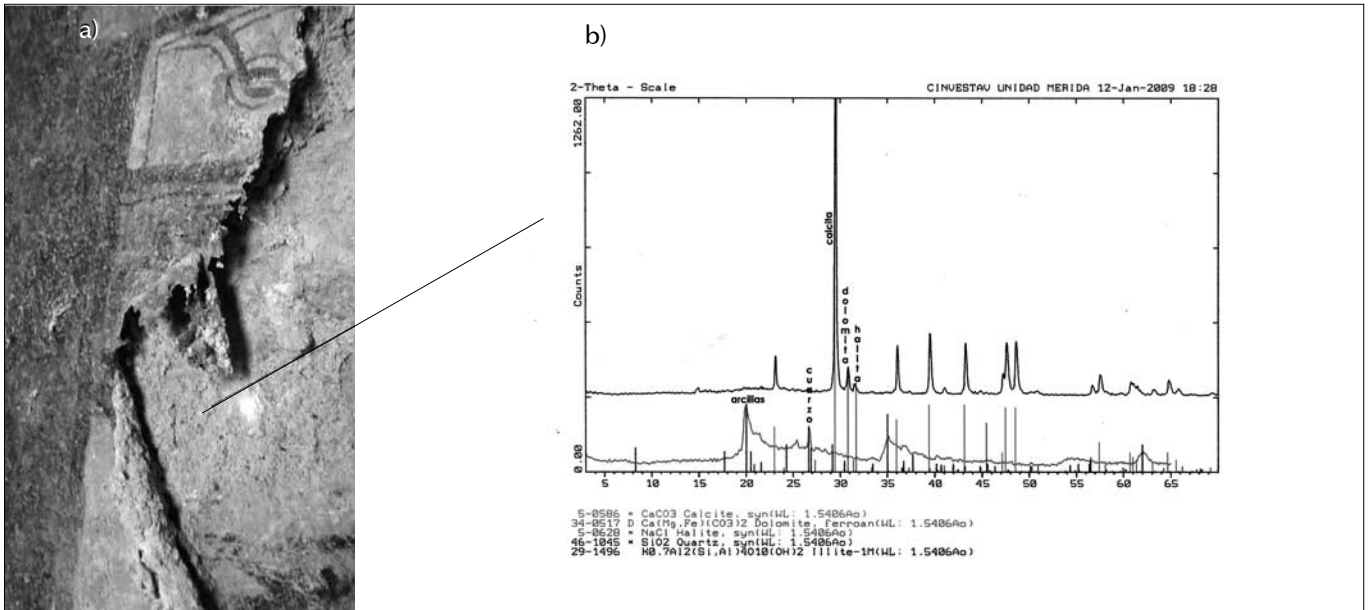 a)
b)
2-Theta - Scale
CINVESTAV UNIDAD MERIDA 12-Jan-2009 18:28
1262.00
Counts
0.00
calcita
dolomita
halita
cuarzo
arcillas
5 10 15 20 25 30 35 40 45 50 55 60 65
5-0586 * CaCO3 Calcite, syn(WL: 1.5406Ao)
34-0517 D Ca(Mg,Fe)(CO3)2 Dolomite, ferroan(WL: 1.5406Ao)
5-0628 * NaCl Halite, syn(WL: 1.5406Ao)
46-1045 * SiO2 Quartz, syn(WL: 1.5406Ao)
29-1496 K0.7Al2(Si,Al)4O10(OH)2 Illite-1M(WL: 1.5406Ao)